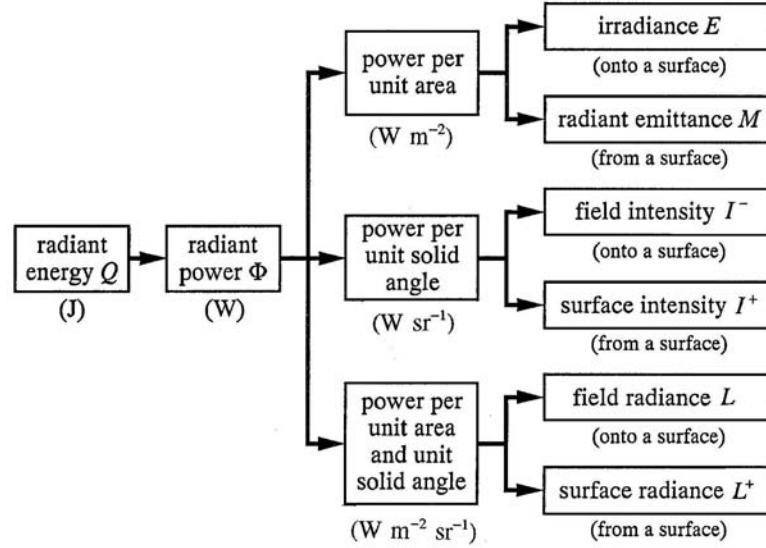 radiant
energy Q
(J)
radiant
power Φ
(W)
power per
unit area
(W m⁻²)
irradiance E
(onto a surface)
radiant emittance M
(from a surface)
power per
unit solid
angle
(W sr⁻¹)
field intensity I⁻
(onto a surface)
surface intensity I⁺
(from a surface)
power per
unit area
and unit
solid angle
(W m⁻² sr⁻¹)
field radiance L
(onto a surface)
surface radiance L⁺
(from a surface)